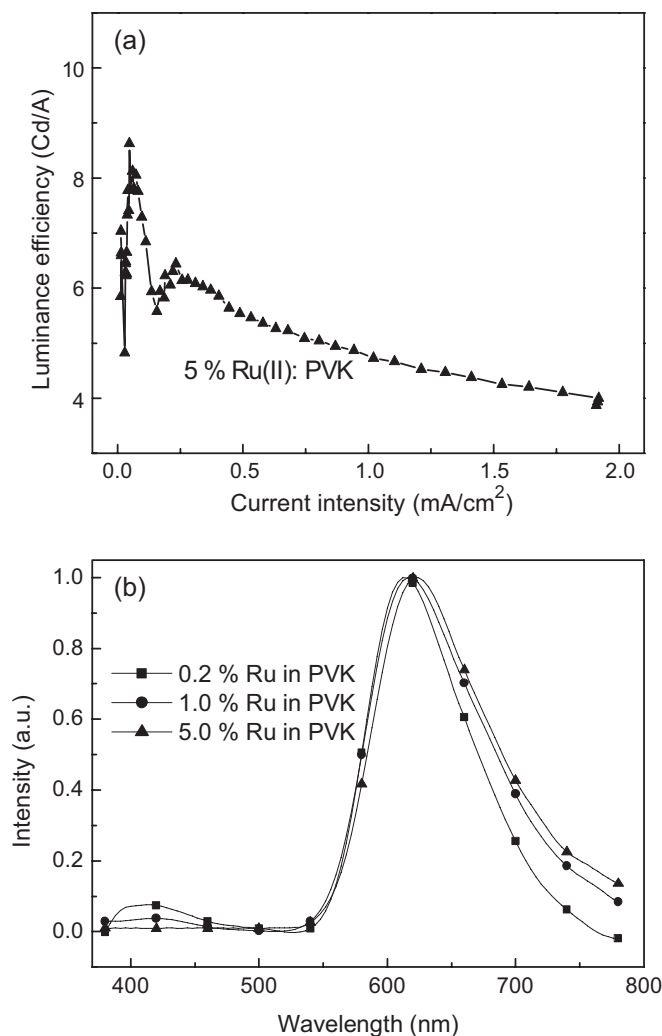 (a)
10
8
6
4
Luminance efficiency (Cd/A)
5 % Ru(II): PVK
0.0 0.5 1.0 1.5 2.0
Current intensity (mA/cm²)
(b)
1.0
0.8
0.6
0.4
0.2
0.0
Intensity (a.u.)
0.2 % Ru in PVK
1.0 % Ru in PVK
5.0 % Ru in PVK
400 500 600 700 800
Wavelength (nm)